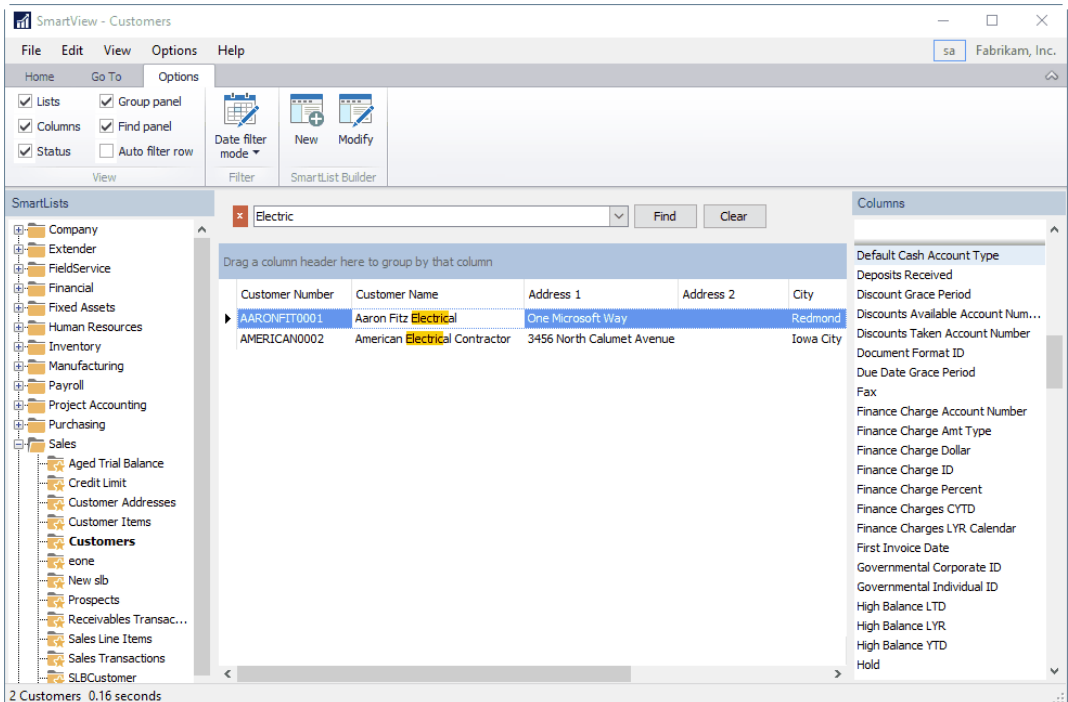 SmartView - Customers
File Edit View Options Help
sa Fabrikam, Inc.
Home Go To Options
Lists Group panel
Columns Find panel
Status Auto filter row
View
Date filter mode
Filter
New Modify
SmartList Builder
SmartLists
Company
Extender
FieldService
Financial
Fixed Assets
Human Resources
Inventory
Manufacturing
Payroll
Project Accounting
Purchasing
Sales
Aged Trial Balance
Credit Limit
Customer Addresses
Customer Items
Customers
eone
New slb
Prospects
Receivables Transac...
Sales Line Items
Sales Transactions
SLBCustomer
x Electric Find Clear
Drag a column header here to group by that column
Customer Number Customer Name Address 1 Address 2 City
AARONFIT0001 Aaron Fitz Electrical One Microsoft Way Redmond
AMERICAN0002 American Electrical Contractor 3456 North Calumet Avenue Iowa City
Columns
Default Cash Account Type
Deposits Received
Discount Grace Period
Discounts Available Account Num...
Discounts Taken Account Number
Document Format ID
Due Date Grace Period
Fax
Finance Charge Account Number
Finance Charge Amt Type
Finance Charge Dollar
Finance Charge ID
Finance Charge Percent
Finance Charges CYTD
Finance Charges LYR Calendar
First Invoice Date
Governmental Corporate ID
Governmental Individual ID
High Balance LTD
High Balance LYR
High Balance YTD
Hold
2 Customers 0.16 seconds